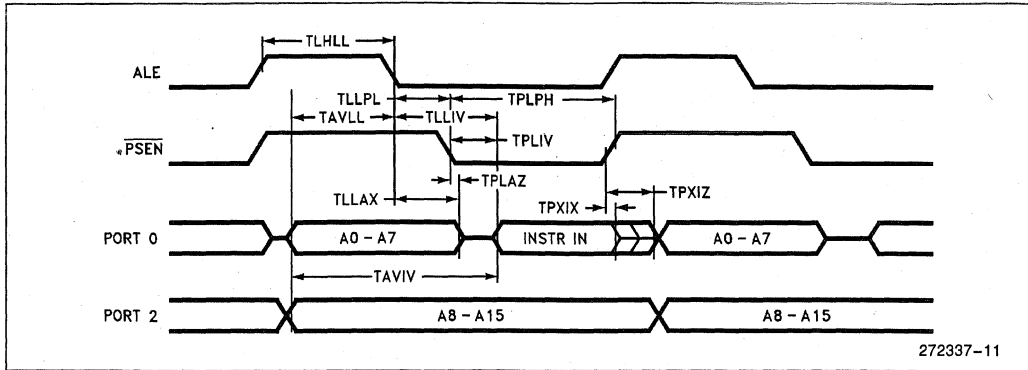 TLHLL
ALE
TLLPL TPLPH
TAVLL TLLIV
PSEN TPLIV
TPLAZ
TLLAX TPXIZ
TPXIX
PORT 0 A0 – A7 INSTR IN A0 – A7
TAVIV
PORT 2 A8 – A15 A8 – A15
272337–11